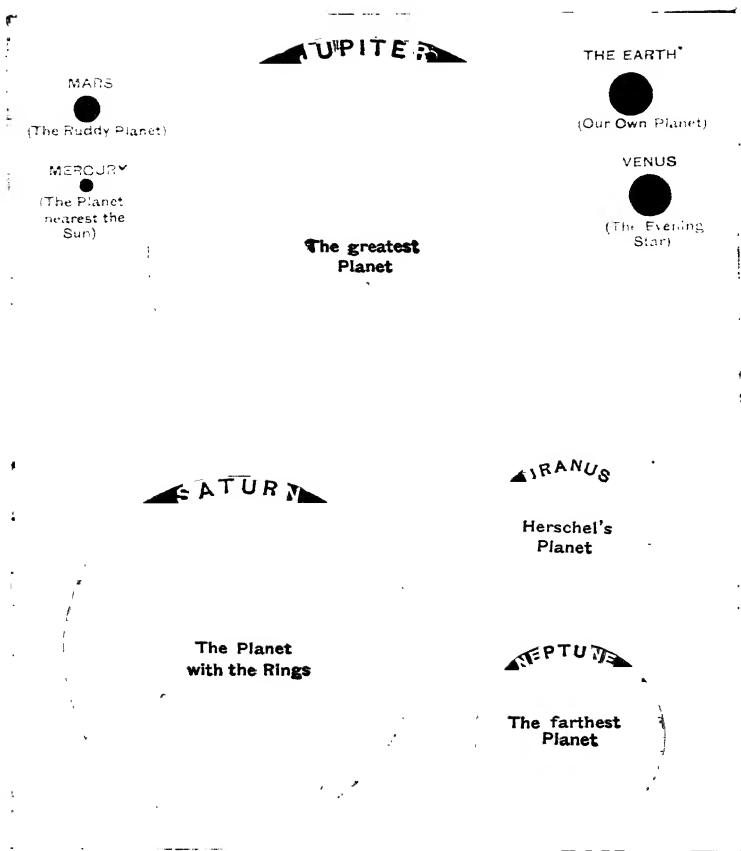 JUPITER
THE EARTH
(Our Own Planet)
MARS
(The Ruddy Planet)
MERCURY
(The Planet
nearest the
Sun)
VENUS
(The Evening
Star)
The greatest
Planet
SATURN
The Planet
with the Rings
URANUS
Herschel's
Planet
NEPTUNE
The farthest
Planet